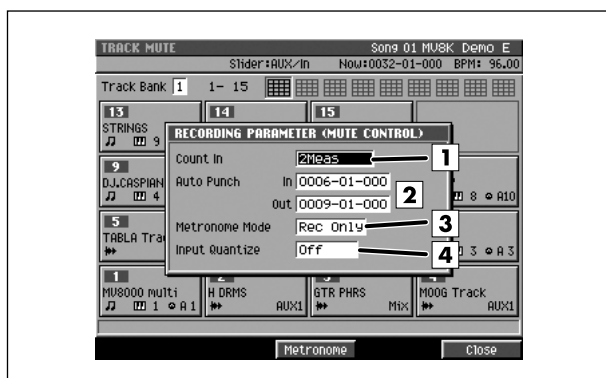 TRACK MUTE Song 01 MV8K Demo E
Slider:AUX/In Now:0032-01-000 BPM: 96.00
Track Bank 1 1- 15
13 14 15
STRINGS
9
RECORDING PARAMETER (MUTE CONTROL)
Count In 2Meas 1
9
DJ.CASPIAN
4
Auto Punch In 0006-01-000
Out 0009-01-000
2
8 A10
5
TABLA Tra
Metronome Mode Rec Only 3
Input Quantize Off 4
3 A 3
1
MV8000 multi H DRMS GTR PHRS MOOG Track
1 A 1 AUX1 Mix AUX1
Metronome Close